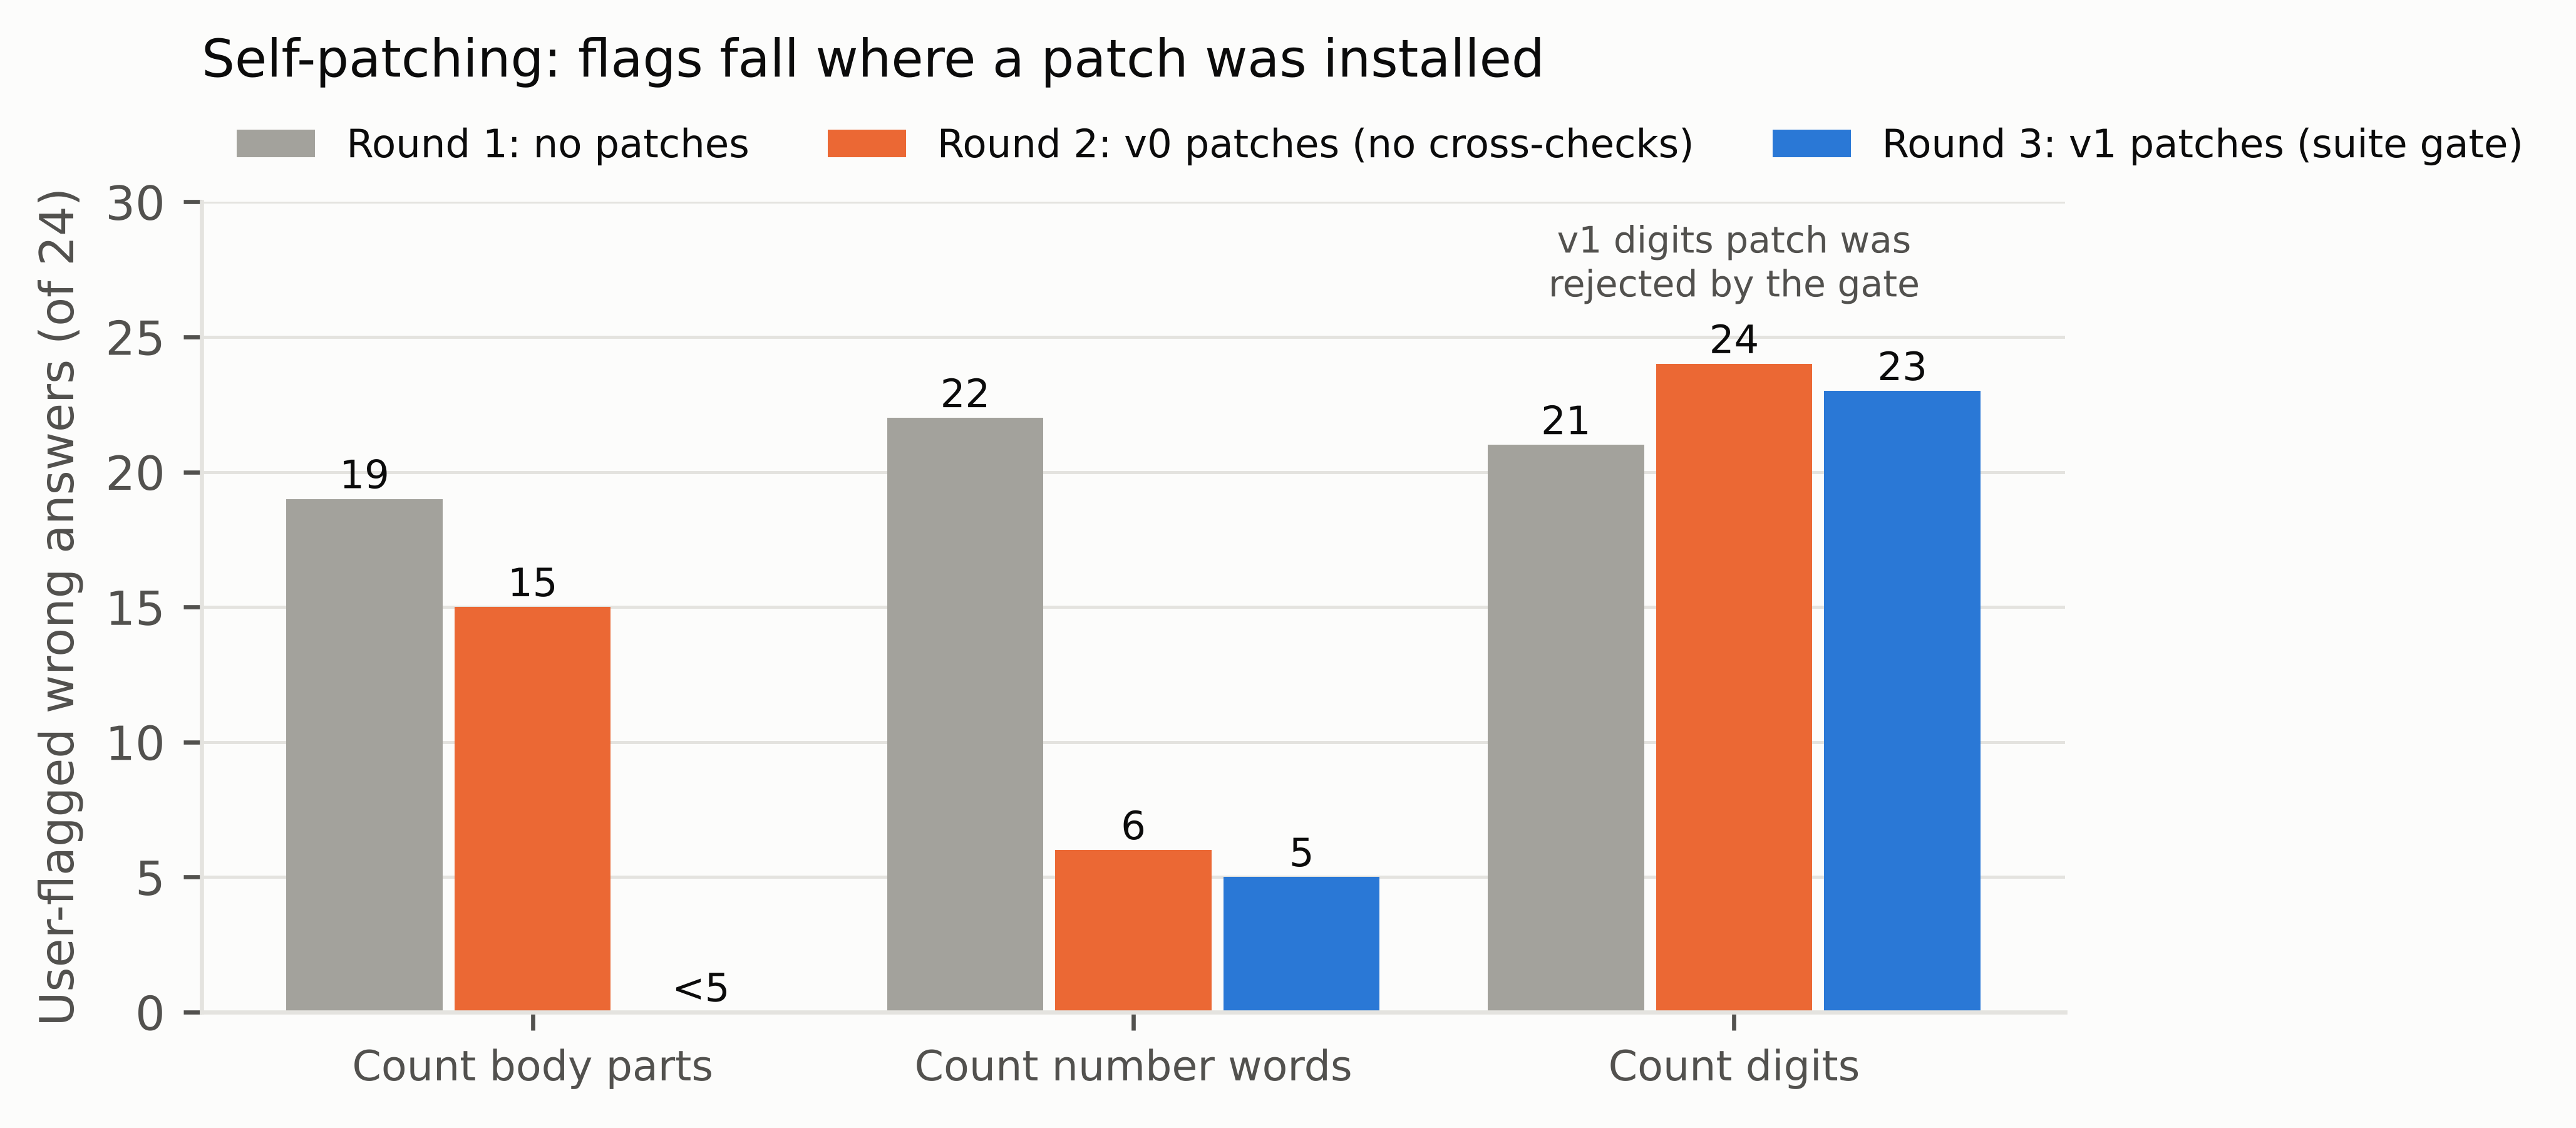 Self-patching: flags fall where a patch was installed
Round 1: no patches
Round 2: v0 patches (no cross-checks)
Round 3: v1 patches (suite gate)
User-flagged wrong answers (of 24)
30
25
20
15
10
5
0
v1 digits patch was
rejected by the gate
19
15
<5
22
6
5
21
24
23
Count body parts
Count number words
Count digits